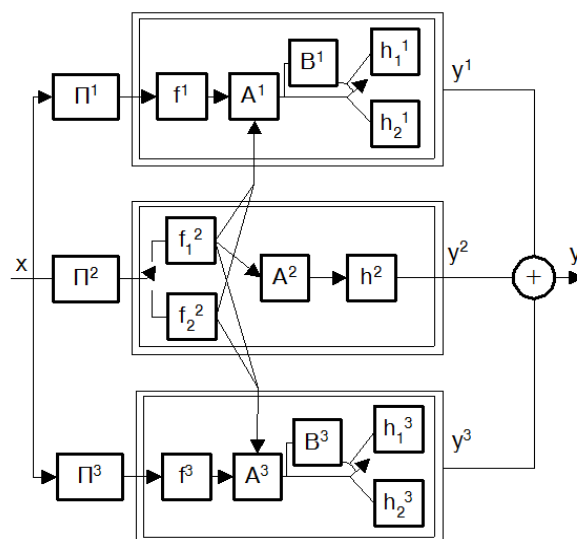 B¹
h₁¹
y¹
Π¹
f¹
A¹
h₂¹
x
f₁²
y²
y
Π²
A²
h²
+
f₂²
B³
h₁³
y³
Π³
f³
A³
h₂³